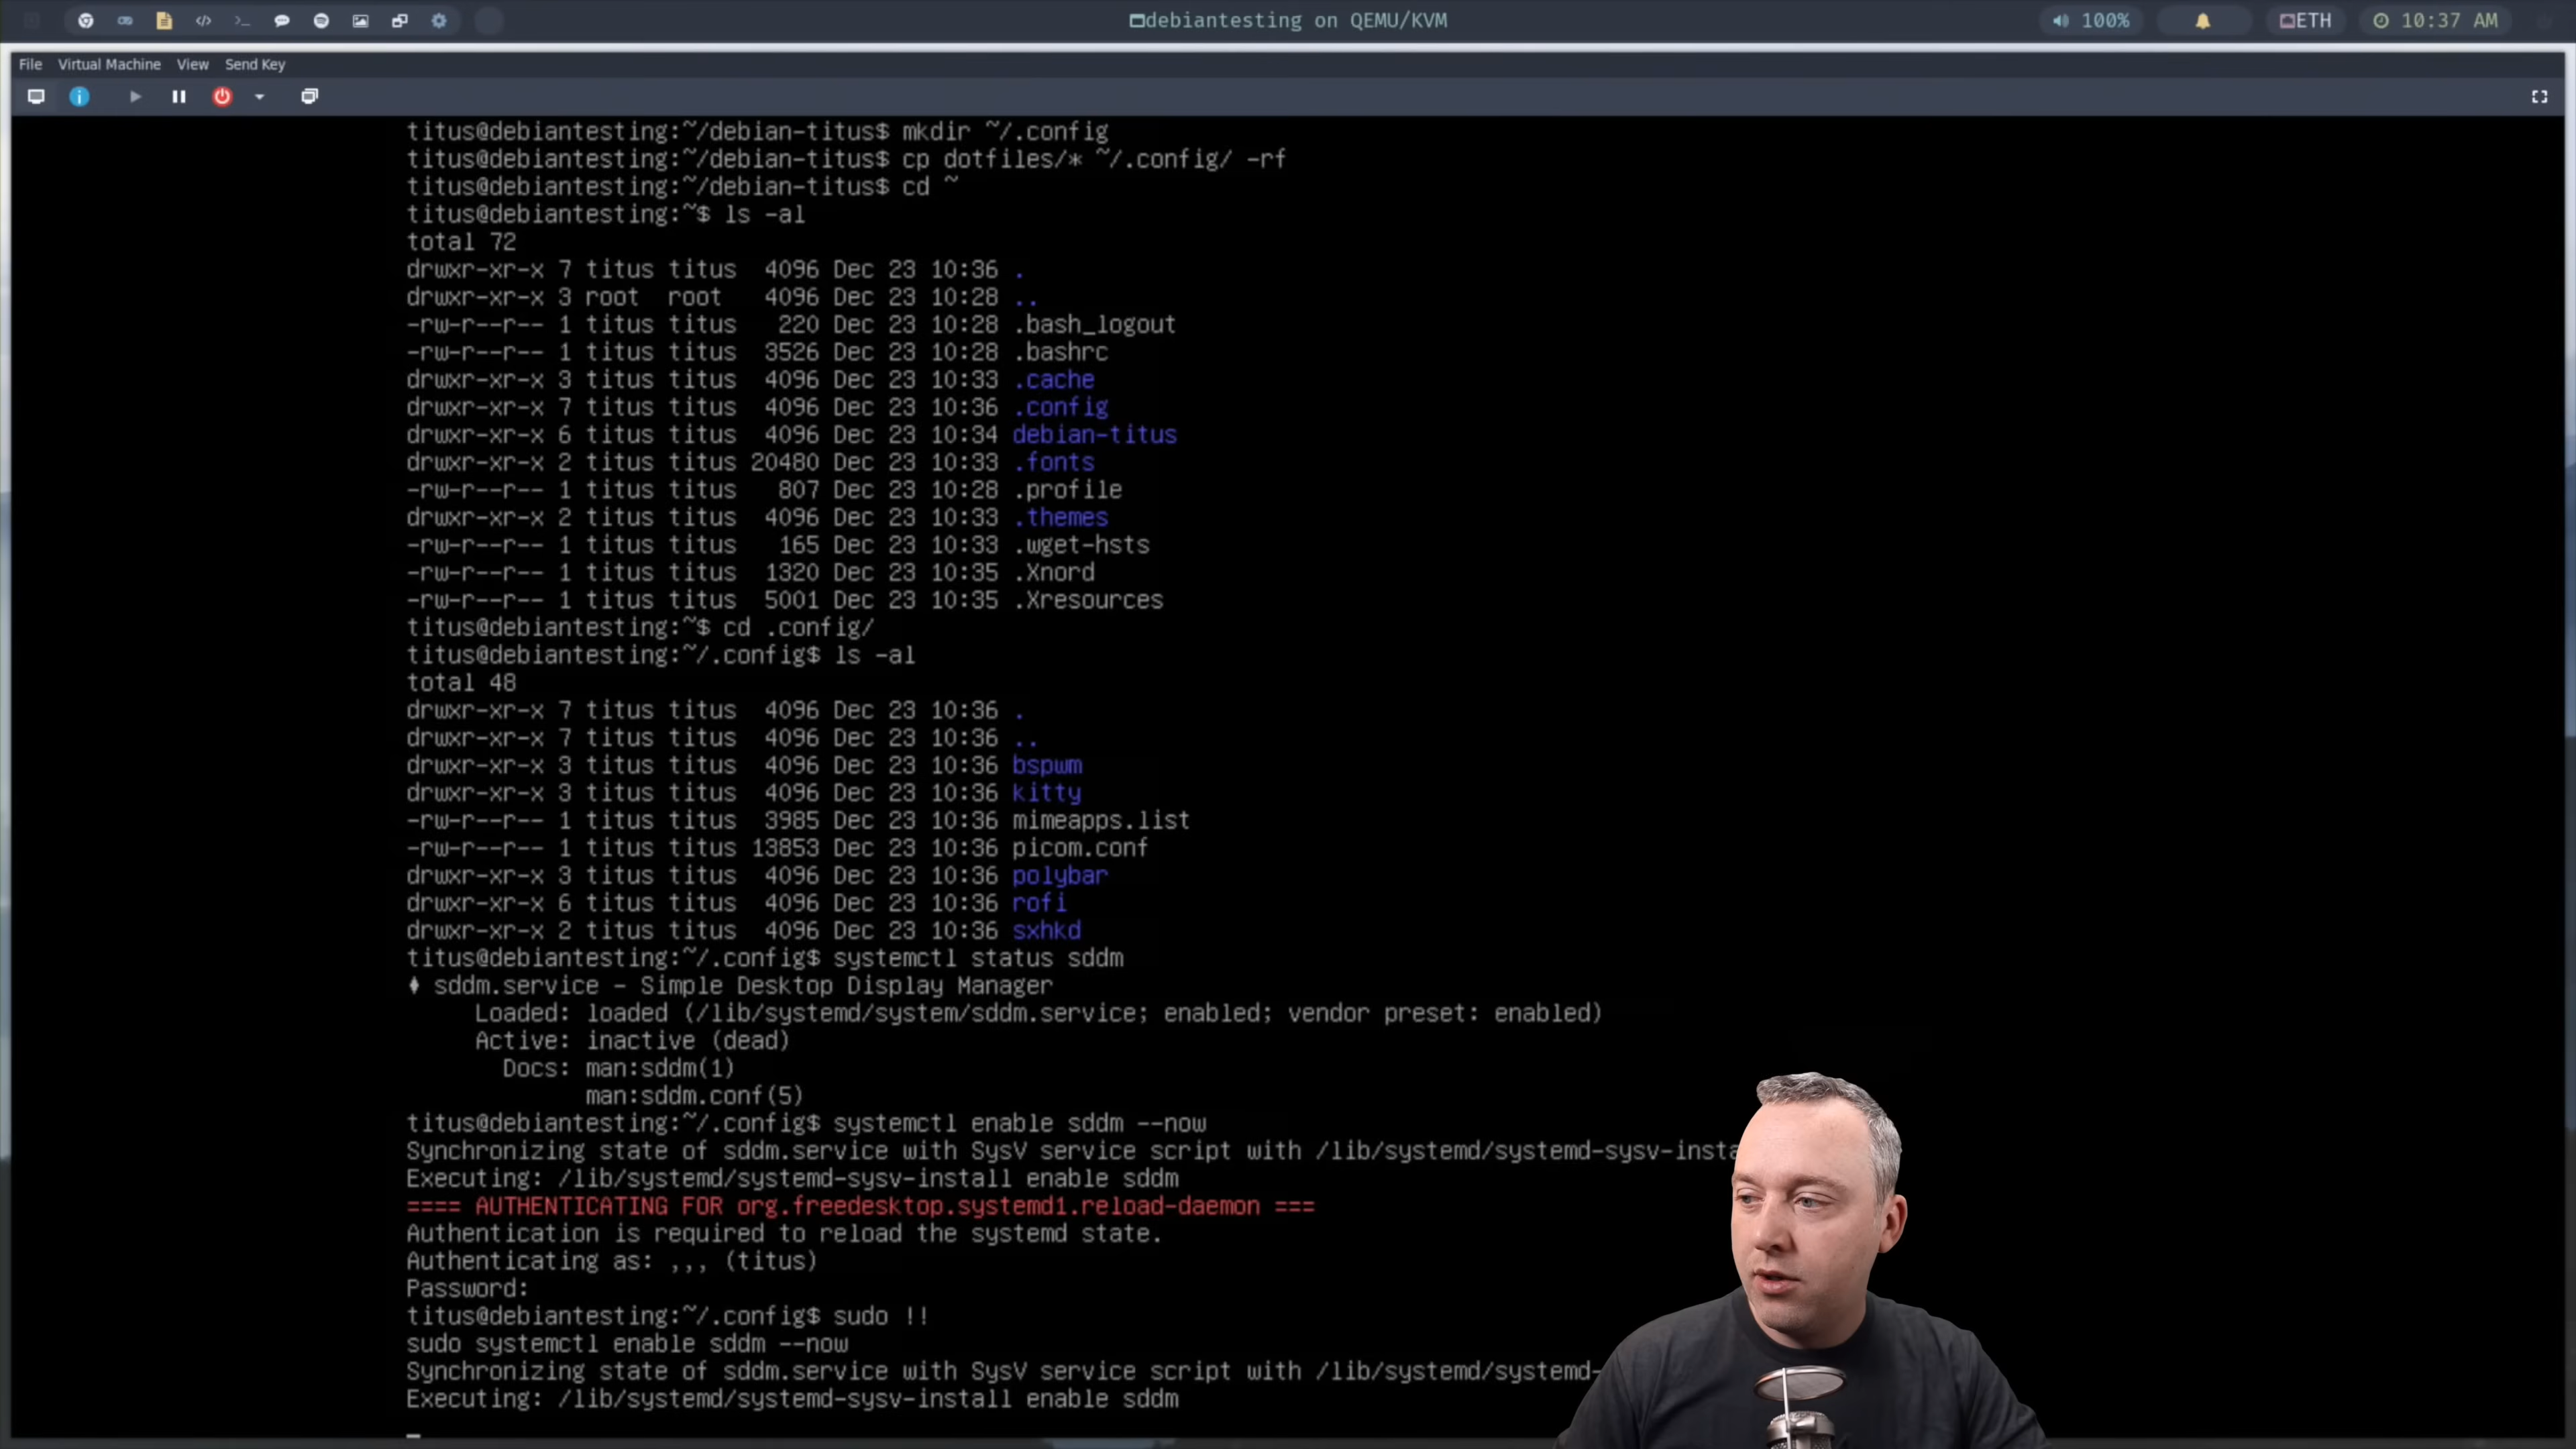 debiantesting on QEMU/KVM
100%
ETH
10:37 AM
File Virtual Machine View Send Key
titus@debiantesting:~/debian-titus$ mkdir ~/.config
titus@debiantesting:~/debian-titus$ cp dotfiles/* ~/.config/ -rf
titus@debiantesting:~/debian-titus$ cd ~
titus@debiantesting:~$ ls -al
total 72
drwxr-xr-x 7 titus titus  4096 Dec 23 10:36 .
drwxr-xr-x 3 root  root   4096 Dec 23 10:28 ..
-rw-r--r-- 1 titus titus   220 Dec 23 10:28 .bash_logout
-rw-r--r-- 1 titus titus  3526 Dec 23 10:28 .bashrc
drwxr-xr-x 3 titus titus  4096 Dec 23 10:33 .cache
drwxr-xr-x 7 titus titus  4096 Dec 23 10:36 .config
drwxr-xr-x 6 titus titus  4096 Dec 23 10:34 debian-titus
drwxr-xr-x 2 titus titus 20480 Dec 23 10:33 .fonts
-rw-r--r-- 1 titus titus   807 Dec 23 10:28 .profile
drwxr-xr-x 2 titus titus  4096 Dec 23 10:33 .themes
-rw-r--r-- 1 titus titus   165 Dec 23 10:33 .wget-hsts
-rw-r--r-- 1 titus titus  1320 Dec 23 10:35 .Xnord
-rw-r--r-- 1 titus titus  5001 Dec 23 10:35 .Xresources
titus@debiantesting:~$ cd .config/
titus@debiantesting:~/.config$ ls -al
total 48
drwxr-xr-x 7 titus titus  4096 Dec 23 10:36 .
drwxr-xr-x 7 titus titus  4096 Dec 23 10:36 ..
drwxr-xr-x 3 titus titus  4096 Dec 23 10:36 bspwm
drwxr-xr-x 3 titus titus  4096 Dec 23 10:36 kitty
-rw-r--r-- 1 titus titus  3985 Dec 23 10:36 mimeapps.list
-rw-r--r-- 1 titus titus 13853 Dec 23 10:36 picom.conf
drwxr-xr-x 3 titus titus  4096 Dec 23 10:36 polybar
drwxr-xr-x 6 titus titus  4096 Dec 23 10:36 rofi
drwxr-xr-x 2 titus titus  4096 Dec 23 10:36 sxhkd
titus@debiantesting:~/.config$ systemctl status sddm
♦ sddm.service - Simple Desktop Display Manager
Loaded: loaded (/lib/systemd/system/sddm.service; enabled; vendor preset: enabled)
Active: inactive (dead)
Docs: man:sddm(1)
man:sddm.conf(5)
titus@debiantesting:~/.config$ systemctl enable sddm --now
Synchronizing state of sddm.service with SysV service script with /lib/systemd/systemd-sysv-insta
Executing: /lib/systemd/systemd-sysv-install enable sddm
==== AUTHENTICATING FOR org.freedesktop.systemd1.reload-daemon ===
Authentication is required to reload the systemd state.
Authenticating as: ,,, (titus)
Password:
titus@debiantesting:~/.config$ sudo !!
sudo systemctl enable sddm --now
Synchronizing state of sddm.service with SysV service script with /lib/systemd/systemd-
Executing: /lib/systemd/systemd-sysv-install enable sddm